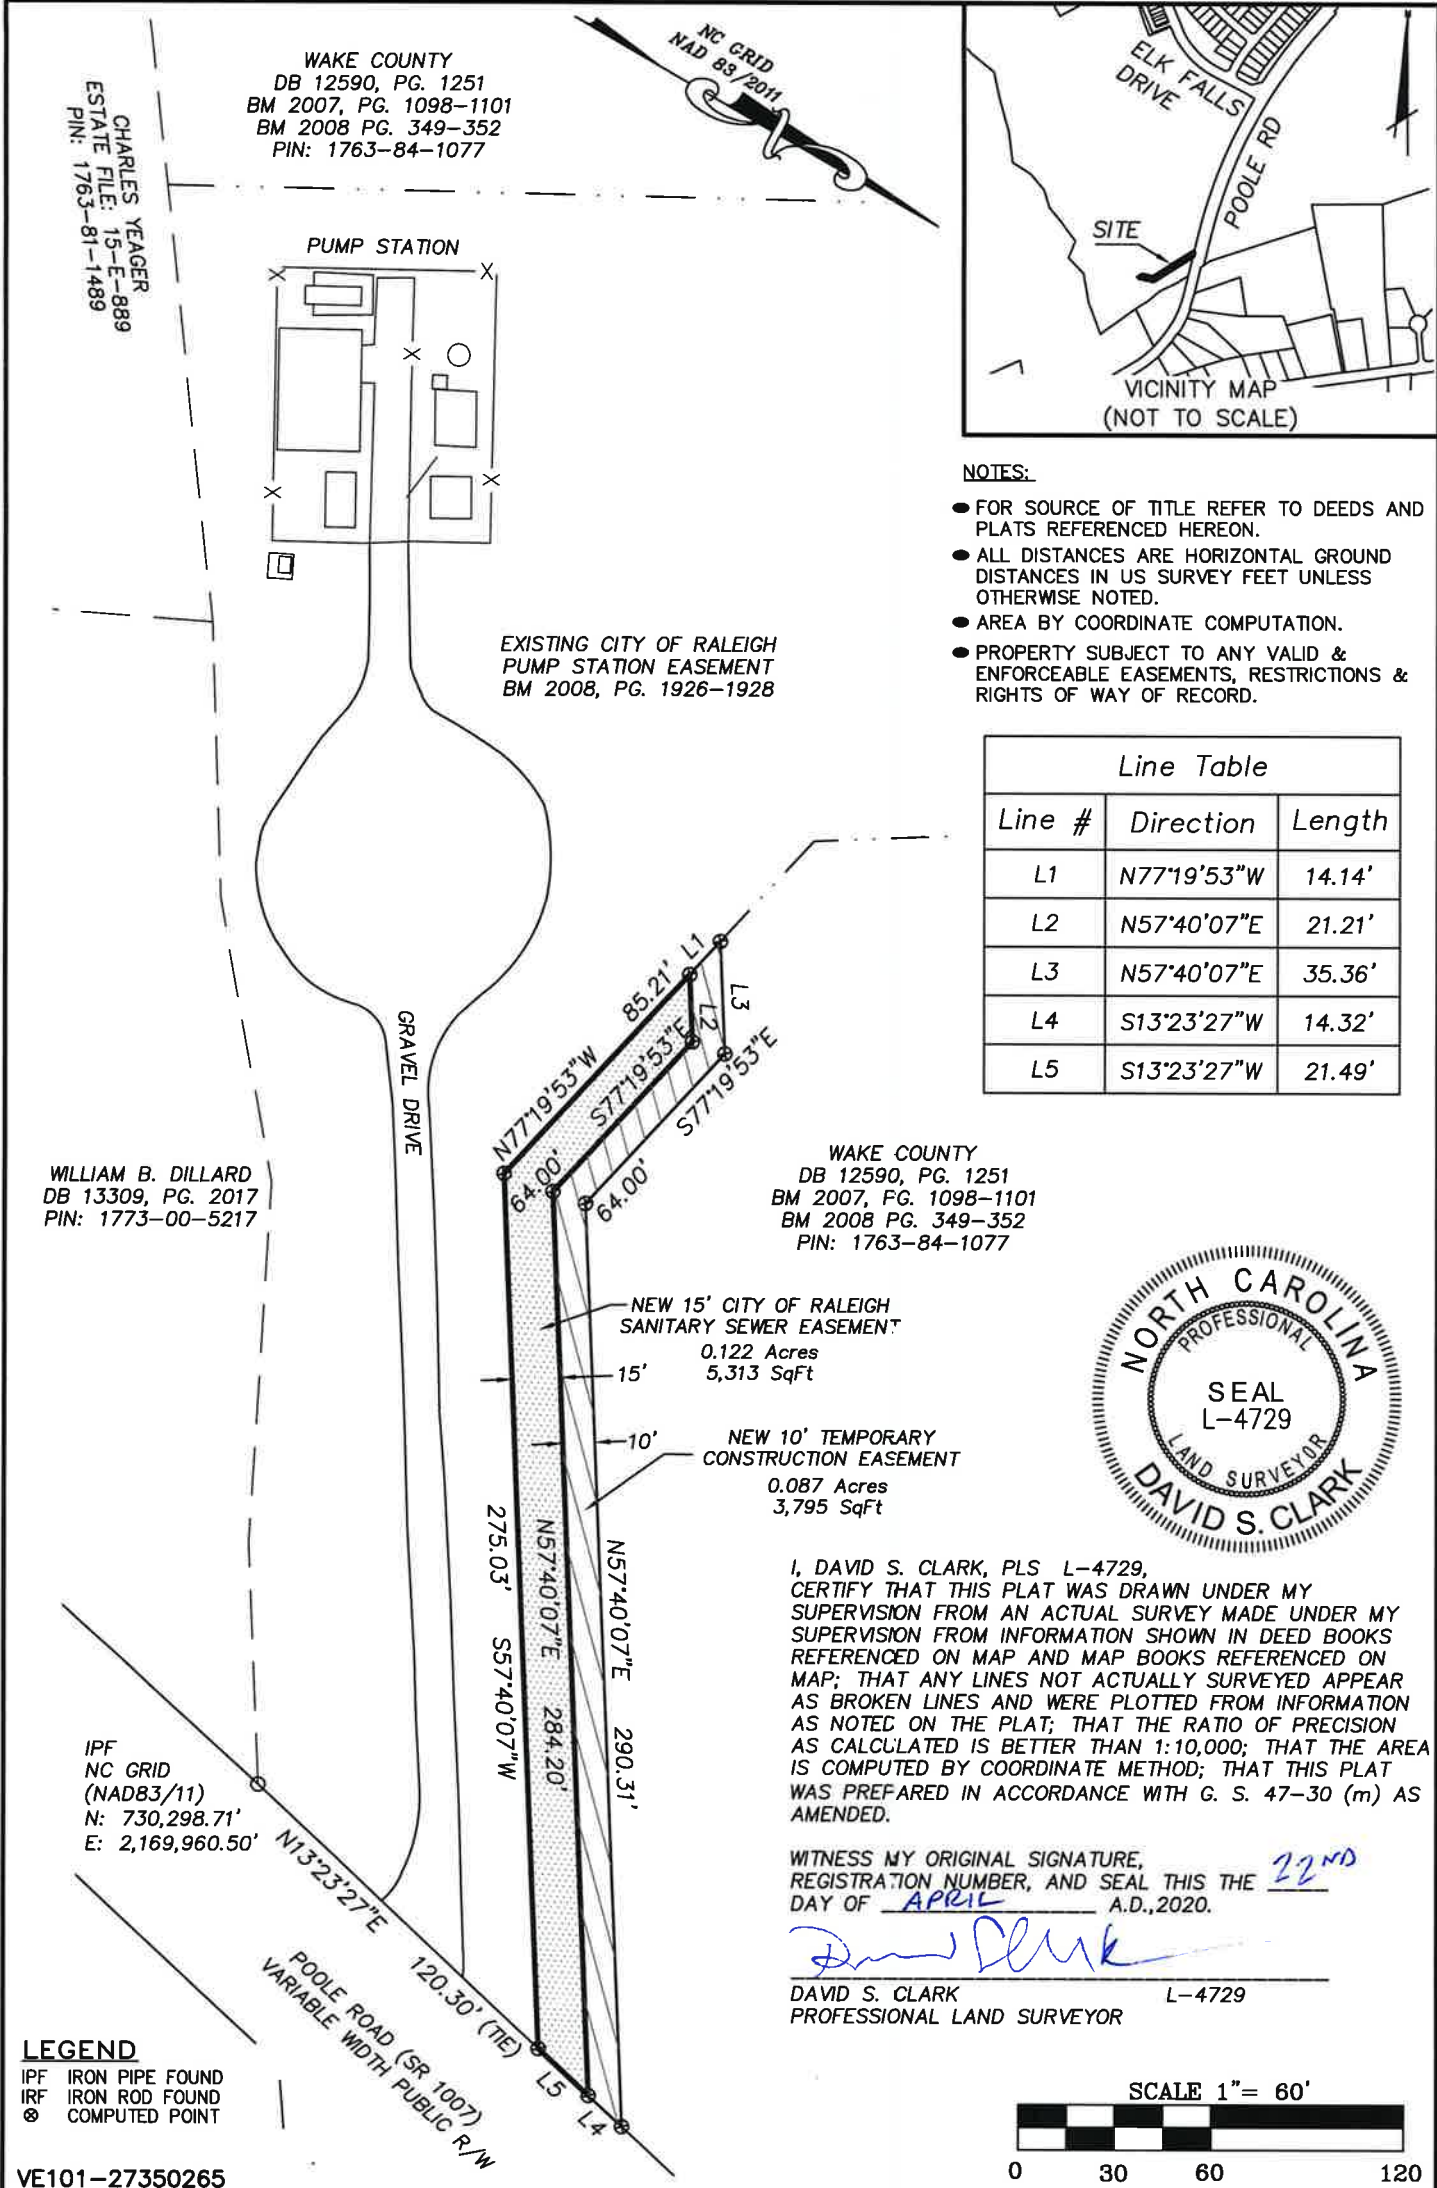 WAKE COUNTY
DB 12590, PG. 1251
BM 2007, PG. 1098-1101
BM 2008 PG. 349-352
PIN: 1763-84-1077
CHARLES YEAGER
ESTATE FILE: 15-E-889
PIN: 1763-81-1489
NC GRID
NAD 83/2011
ELK FALLS
DRIVE
POOLE RD
SITE
VICINITY MAP
(NOT TO SCALE)
PUMP STATION
X
X
X
X
X
NOTES:
● FOR SOURCE OF TITLE REFER TO DEEDS AND
PLATS REFERENCED HEREON.
● ALL DISTANCES ARE HORIZONTAL GROUND
DISTANCES IN US SURVEY FEET UNLESS
OTHERWISE NOTED.
● AREA BY COORDINATE COMPUTATION.
● PROPERTY SUBJECT TO ANY VALID &
ENFORCEABLE EASEMENTS, RESTRICTIONS &
RIGHTS OF WAY OF RECORD.
EXISTING CITY OF RALEIGH
PUMP STATION EASEMENT
BM 2008, PG. 1926-1928
Line Table
Line # Direction Length
L1 N77°19'53"W 14.14'
L2 N57°40'07"E 21.21'
L3 N57°40'07"E 35.36'
L4 S13°23'27"W 14.32'
L5 S13°23'27"W 21.49'
L1
L2
L3
N77°19'53"W 85.21'
S77°19'53"E
64.00'
S77°19'53"E
64.00'
GRAVEL DRIVE
WILLIAM B. DILLARD
DB 13309, PG. 2017
PIN: 1773-00-5217
WAKE COUNTY
DB 12590, PG. 1251
BM 2007, PG. 1098-1101
BM 2008 PG. 349-352
PIN: 1763-84-1077
NEW 15' CITY OF RALEIGH
SANITARY SEWER EASEMENT
0.122 Acres
5,313 SqFt
15'
10'
NEW 10' TEMPORARY
CONSTRUCTION EASEMENT
0.087 Acres
3,795 SqFt
275.03' S57°40'07"W
N57°40'07"E 284.20'
N57°40'07"E 290.31'
NORTH CAROLINA
PROFESSIONAL
SEAL
L-4729
LAND SURVEYOR
DAVID S. CLARK
I, DAVID S. CLARK, PLS L-4729,
CERTIFY THAT THIS PLAT WAS DRAWN UNDER MY
SUPERVISION FROM AN ACTUAL SURVEY MADE UNDER MY
SUPERVISION FROM INFORMATION SHOWN IN DEED BOOKS
REFERENCED ON MAP AND MAP BOOKS REFERENCED ON
MAP; THAT ANY LINES NOT ACTUALLY SURVEYED APPEAR
AS BROKEN LINES AND WERE PLOTTED FROM INFORMATION
AS NOTED ON THE PLAT; THAT THE RATIO OF PRECISION
AS CALCULATED IS BETTER THAN 1:10,000; THAT THE AREA
IS COMPUTED BY COORDINATE METHOD; THAT THIS PLAT
WAS PREPARED IN ACCORDANCE WITH G. S. 47-30 (m) AS
AMENDED.
WITNESS MY ORIGINAL SIGNATURE,
REGISTRATION NUMBER, AND SEAL THIS THE 22ND
DAY OF APRIL A.D.,2020.
DAVID S. CLARK L-4729
PROFESSIONAL LAND SURVEYOR
IPF
NC GRID
(NAD83/11)
N: 730,298.71'
E: 2,169,960.50'
N13°23'27"E 120.30' (TIE)
L5
L4
POOLE ROAD (SR 1007)
VARIABLE WIDTH PUBLIC R/W
LEGEND
IPF IRON PIPE FOUND
IRF IRON ROD FOUND
⊗ COMPUTED POINT
VE101-27350265
SCALE 1"= 60'
0 30 60 120